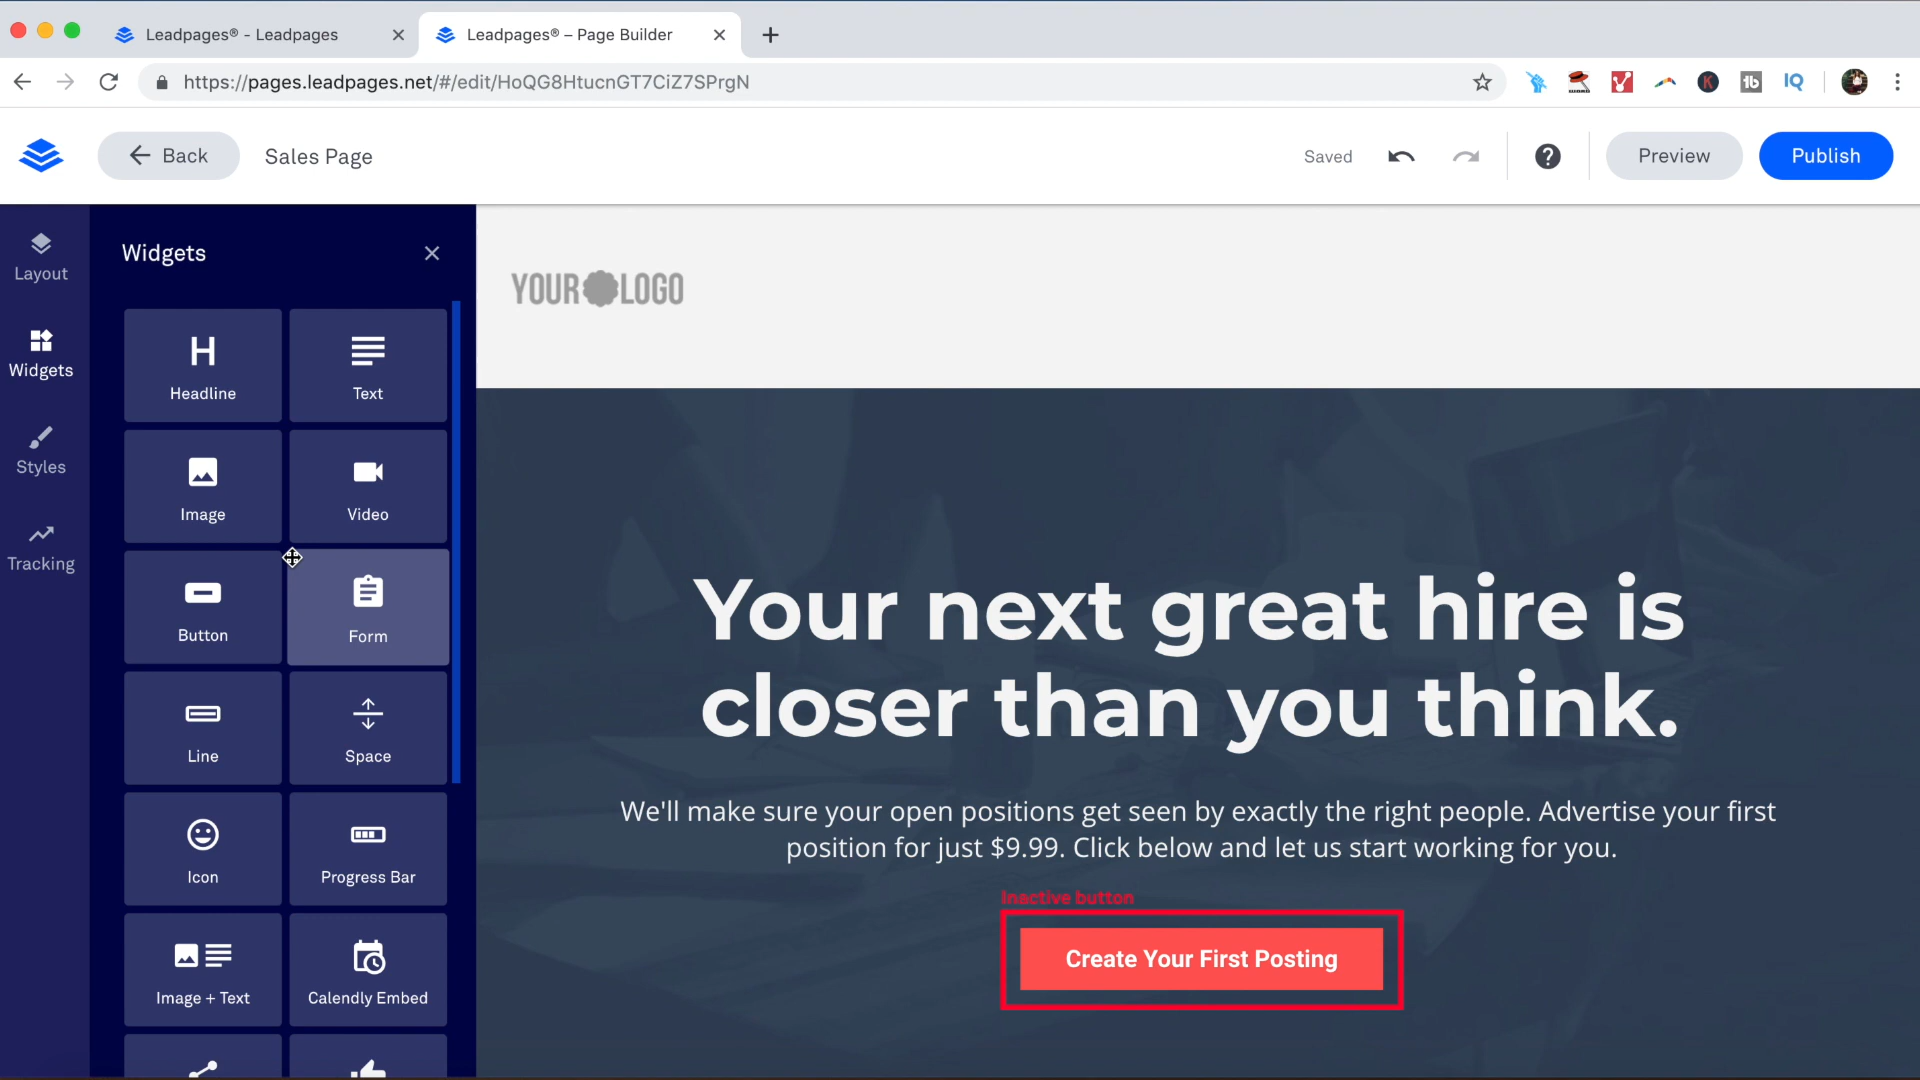 Leadpages® - Leadpages
Leadpages® – Page Builder
https://pages.leadpages.net/#/edit/HoQG8HtucnGT7CiZ7SPrgN
K
tb
IQ
Back
Sales Page
Saved
?
Preview
Publish
Layout
Widgets
Styles
Tracking
Widgets
H
Headline
Text
Image
Video
Button
Form
Line
Space
Icon
Progress Bar
Image + Text
Calendly Embed
YOUR LOGO
Your next great hire is
closer than you think.
We'll make sure your open positions get seen by exactly the right people. Advertise your first
position for just $9.99. Click below and let us start working for you.
Inactive button
Create Your First Posting